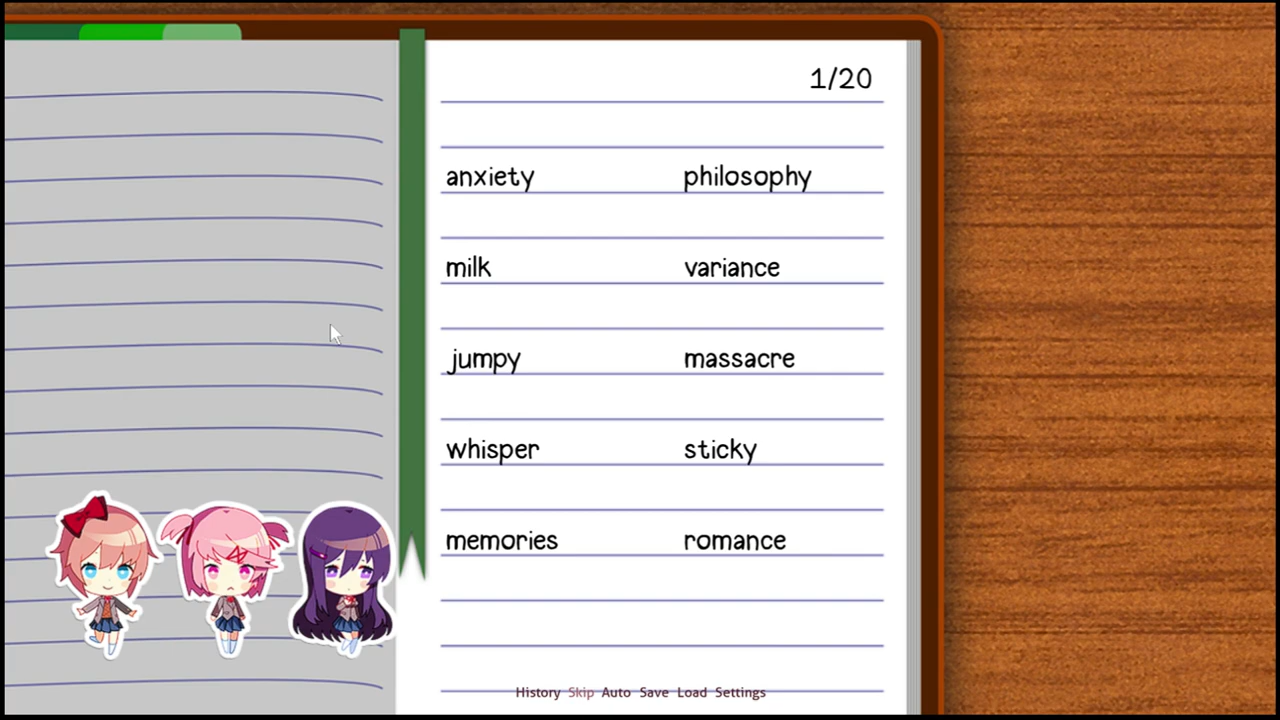 1/20
anxiety philosophy
milk variance
jumpy massacre
whisper sticky
memories romance
History Skip Auto Save Load Settings